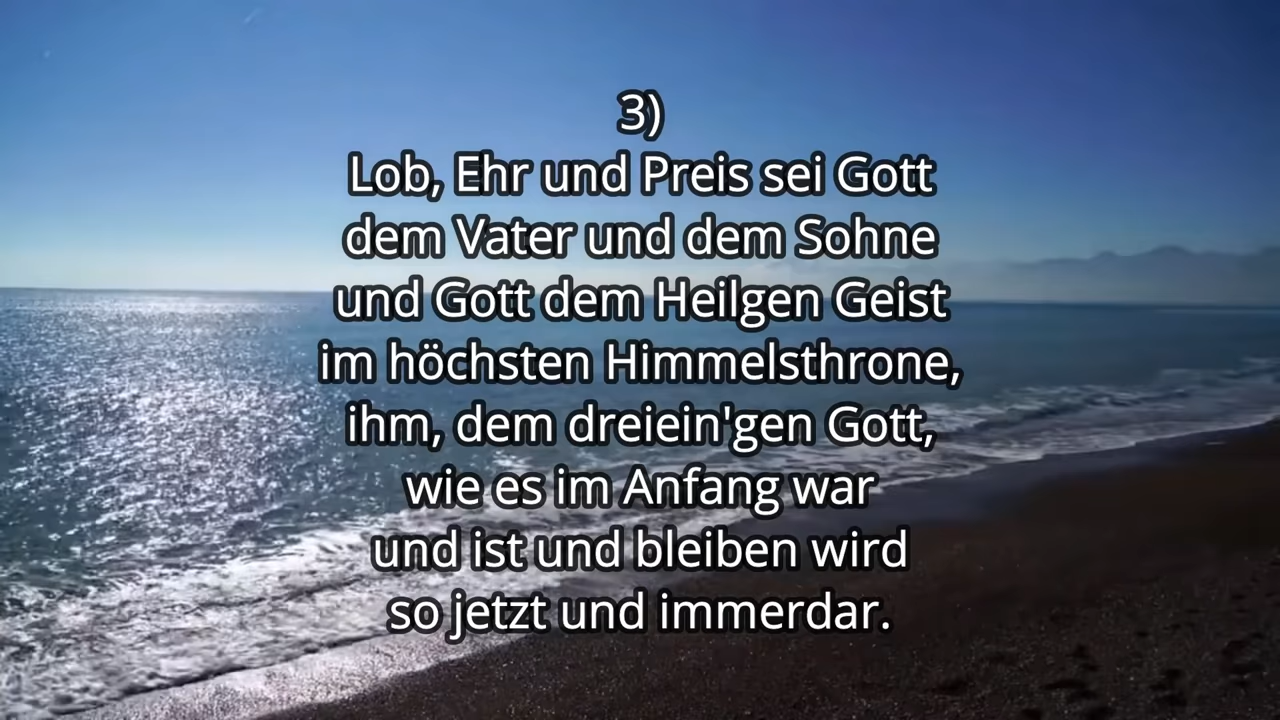 3)
Lob, Ehr und Preis sei Gott
dem Vater und dem Sohne
und Gott dem Heilgen Geist
im höchsten Himmelsthrone,
ihm, dem dreiein'gen Gott,
wie es im Anfang war
und ist und bleiben wird
so jetzt und immerdar.